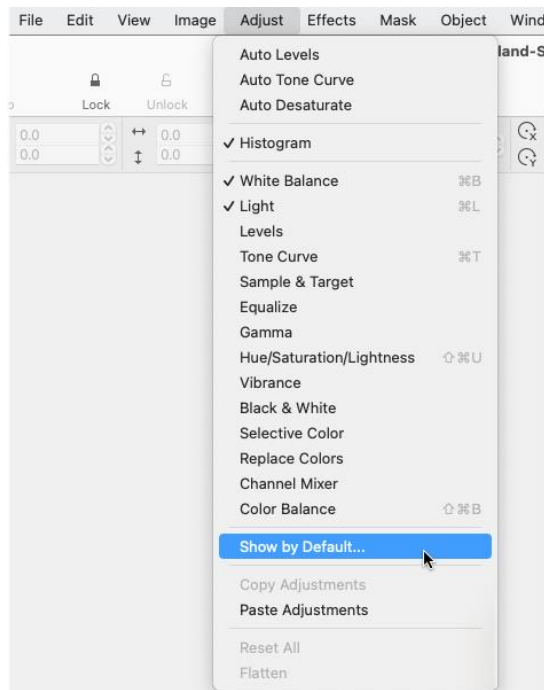 File Edit View Image Adjust Effects Mask Object Wind
land-S
Lock Unlock
0.0 0.0
0.0 0.0
Auto Levels
Auto Tone Curve
Auto Desaturate
✓ Histogram
✓ White Balance ⌘B
✓ Light ⌘L
Levels
Tone Curve ⌘T
Sample & Target
Equalize
Gamma
Hue/Saturation/Lightness ⇧⌘U
Vibrance
Black & White
Selective Color
Replace Colors
Channel Mixer
Color Balance ⇧⌘B
Show by Default...
Copy Adjustments
Paste Adjustments
Reset All
Flatten
X
Y